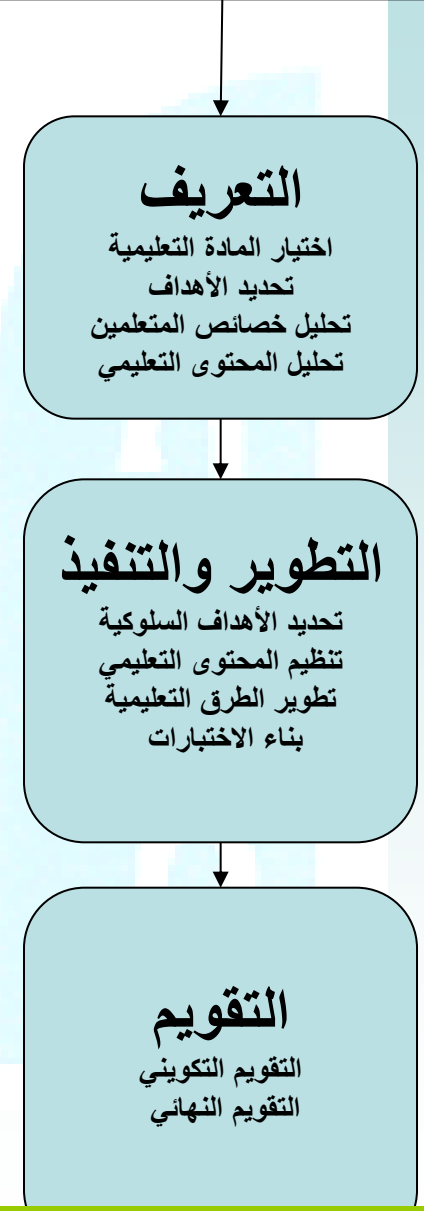 التعريف
اختيار المادة التعليمية
تحديد الأهداف
تحليل خصائص المتعلمين
تحليل المحتوى التعليمي
التطوير والتنفيذ
تحديد الأهداف السلوكية
تنظيم المحتوى التعليمي
تطوير الطرق التعليمية
بناء الاختبارات
التقويم
التقويم التكويني
التقويم النهائي